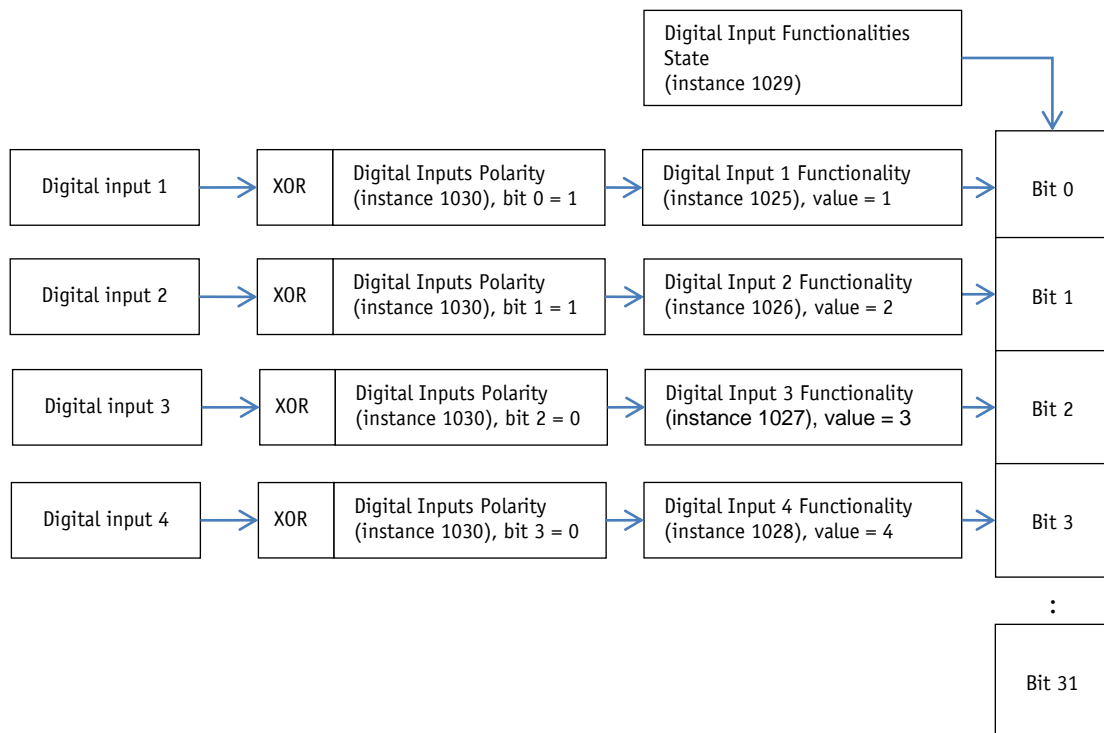 Digital Input Functionalities
State
(instance 1029)
Digital input 1
XOR
Digital Inputs Polarity
(instance 1030), bit 0 = 1
Digital Input 1 Functionality
(instance 1025), value = 1
Bit 0
Digital input 2
XOR
Digital Inputs Polarity
(instance 1030), bit 1 = 1
Digital Input 2 Functionality
(instance 1026), value = 2
Bit 1
Digital input 3
XOR
Digital Inputs Polarity
(instance 1030), bit 2 = 0
Digital Input 3 Functionality
(instance 1027), value = 3
Bit 2
Digital input 4
XOR
Digital Inputs Polarity
(instance 1030), bit 3 = 0
Digital Input 4 Functionality
(instance 1028), value = 4
Bit 3
:
Bit 31